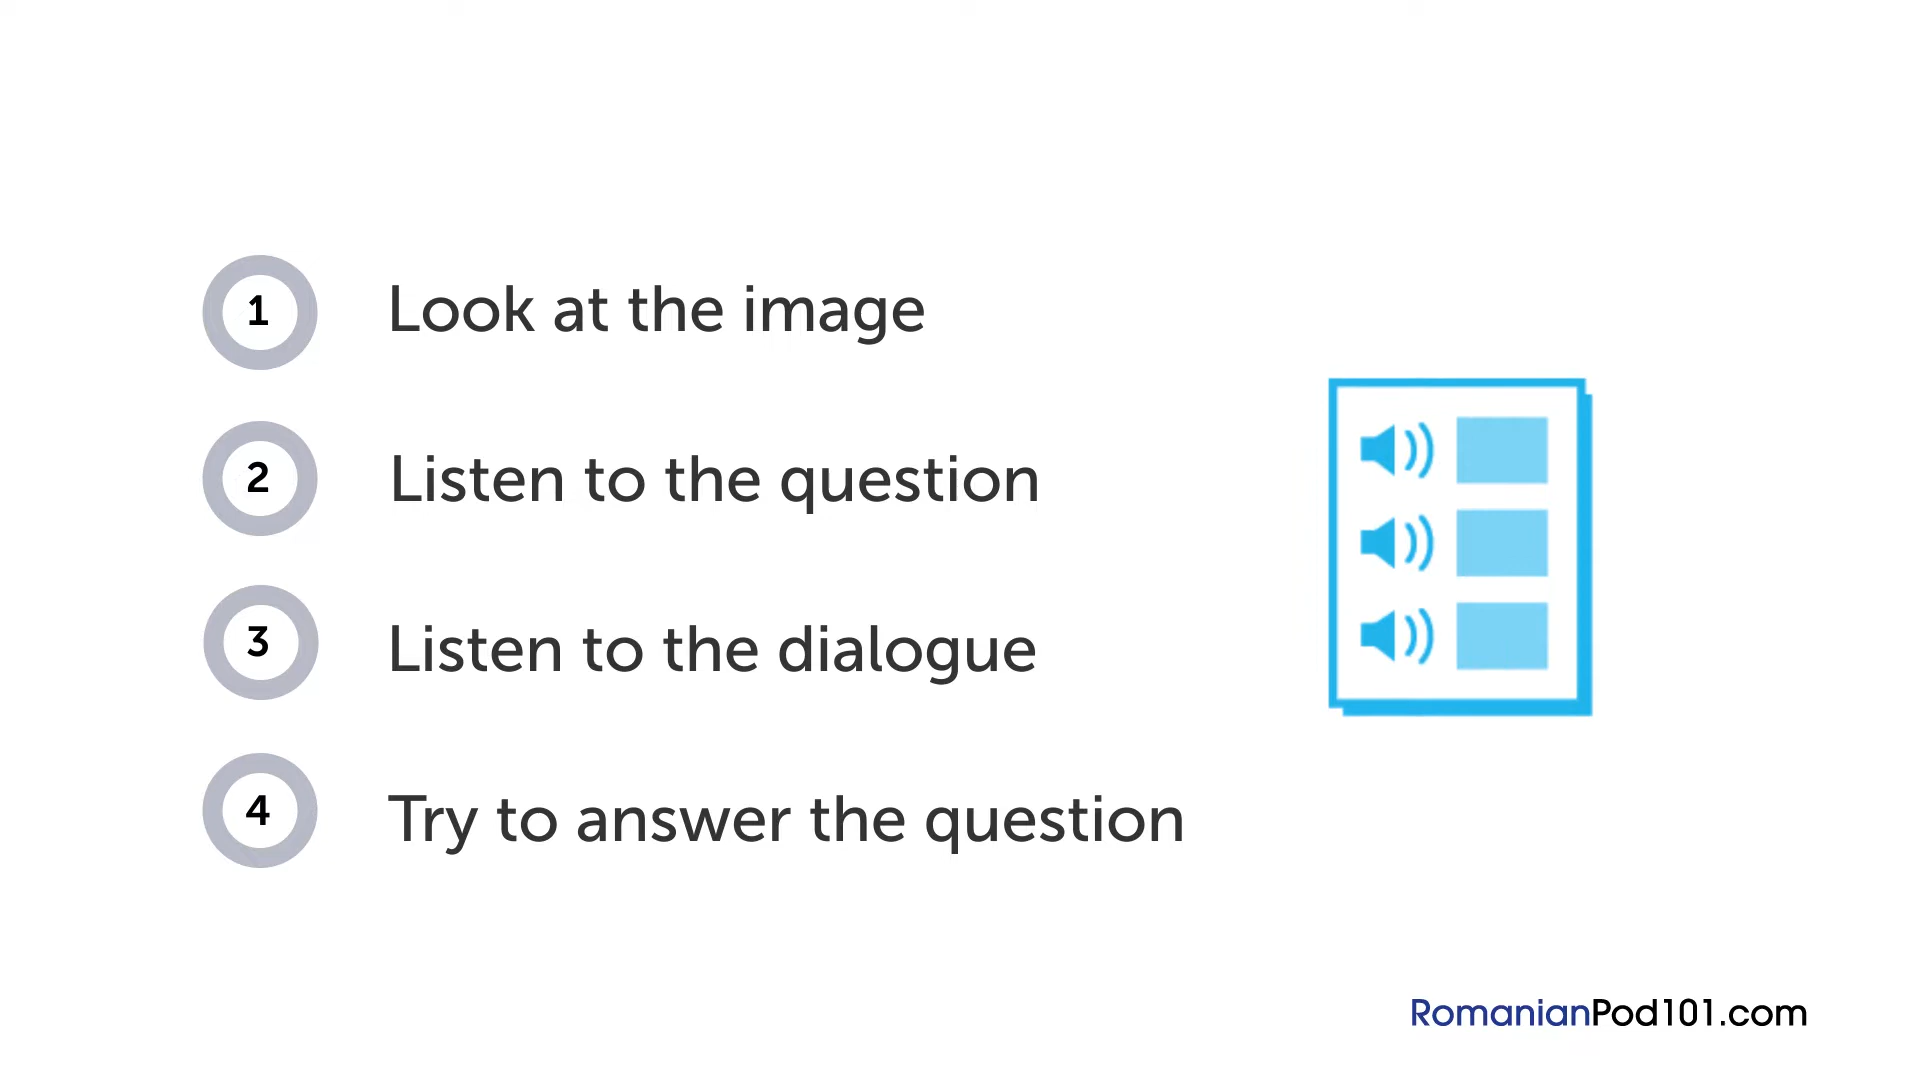 1 Look at the image
2 Listen to the question
3 Listen to the dialogue
4 Try to answer the question
RomanianPod101.com